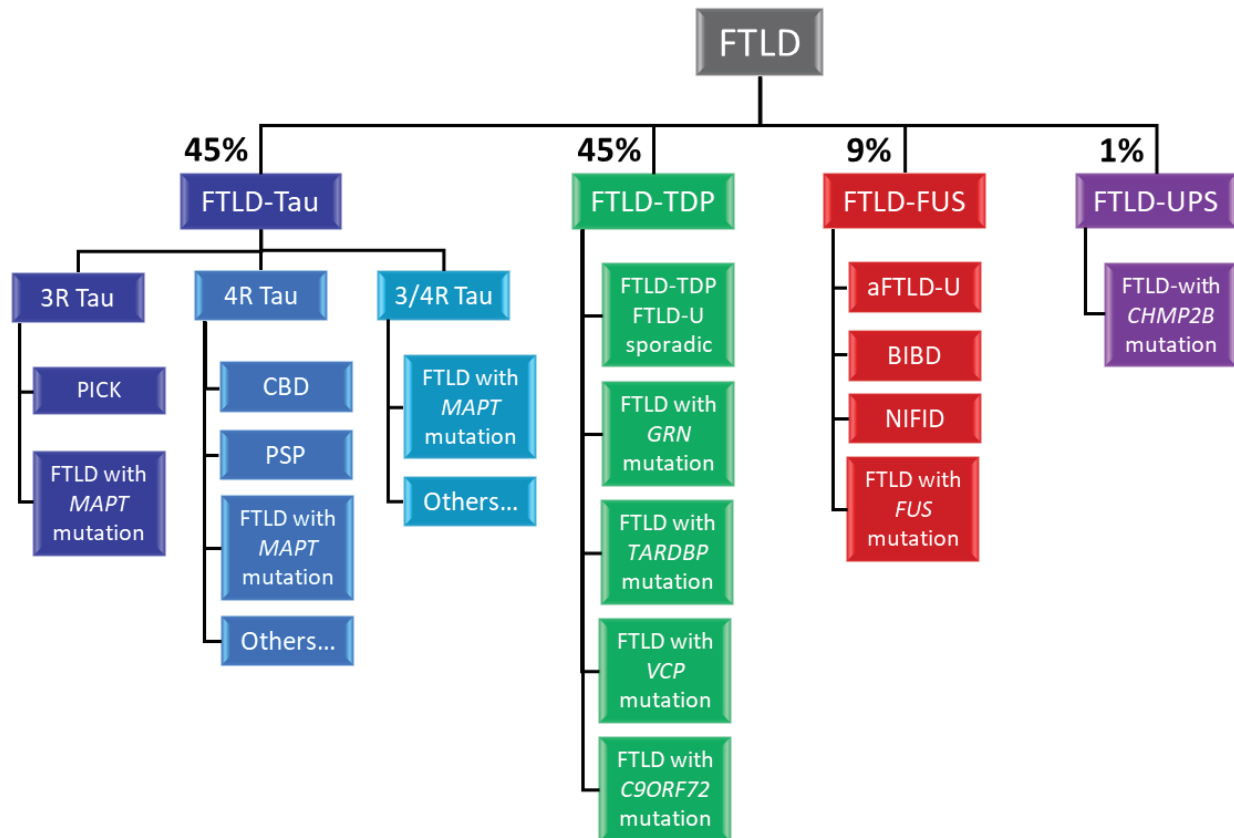 FTLD
45%
FTLD-Tau
45%
FTLD-TDP
9%
FTLD-FUS
1%
FTLD-UPS
3R Tau
PICK
FTLD with
MAPT
mutation
4R Tau
CBD
PSP
FTLD with
MAPT
mutation
Others...
3/4R Tau
FTLD with
MAPT
mutation
Others...
FTLD-TDP
FTLD-U
sporadic
FTLD with
GRN
mutation
FTLD with
TARDBP
mutation
FTLD with
VCP
mutation
FTLD with
C9ORF72
mutation
aFTLD-U
BIBD
NIFID
FTLD with
FUS
mutation
FTLD-with
CHMP2B
mutation